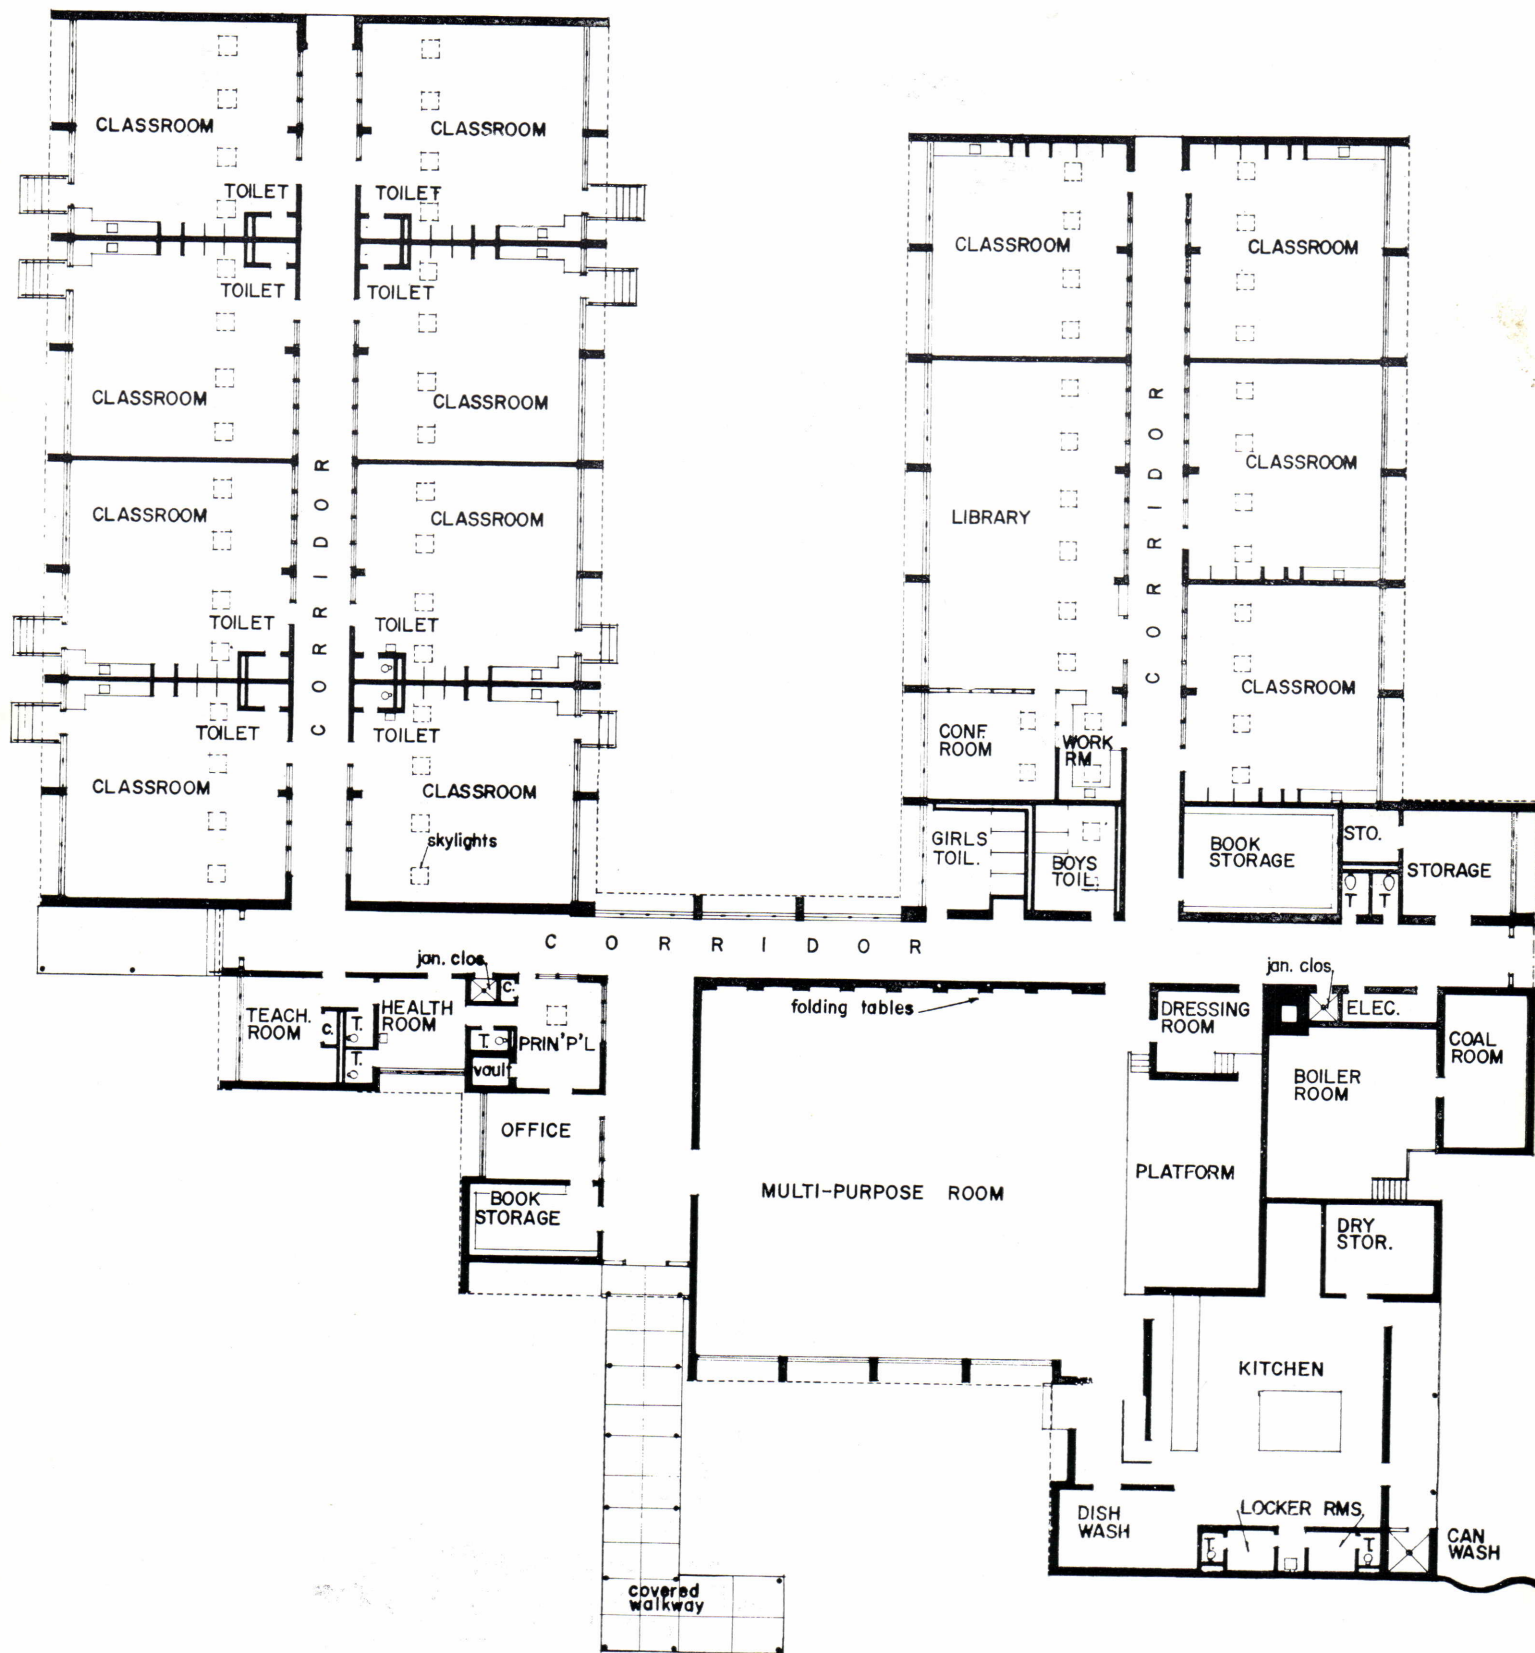 CLASSROOM
CLASSROOM
TOILET
TOILET
TOILET
TOILET
CLASSROOM
CLASSROOM
CLASSROOM
CLASSROOM
CORRIDOR
TOILET
TOILET
TOILET
TOILET
CLASSROOM
CLASSROOM
skylights
CLASSROOM
CLASSROOM
CLASSROOM
LIBRARY
CORRIDOR
CLASSROOM
CONF.
ROOM
WORK
RM
GIRLS
TOIL.
BOYS
TOIL.
BOOK
STORAGE
STO.
STORAGE
T
T
CORRIDOR
jan. clos.
jan. clos.
TEACH.
ROOM
C.
T.
T.
HEALTH
ROOM
C.
T.
vault
PRIN'P'L
folding tables
DRESSING
ROOM
ELEC.
COAL
ROOM
BOILER
ROOM
OFFICE
BOOK
STORAGE
MULTI-PURPOSE ROOM
PLATFORM
DRY
STOR.
KITCHEN
DISH
WASH
LOCKER RMS.
T.
T.
CAN
WASH
covered
walkway